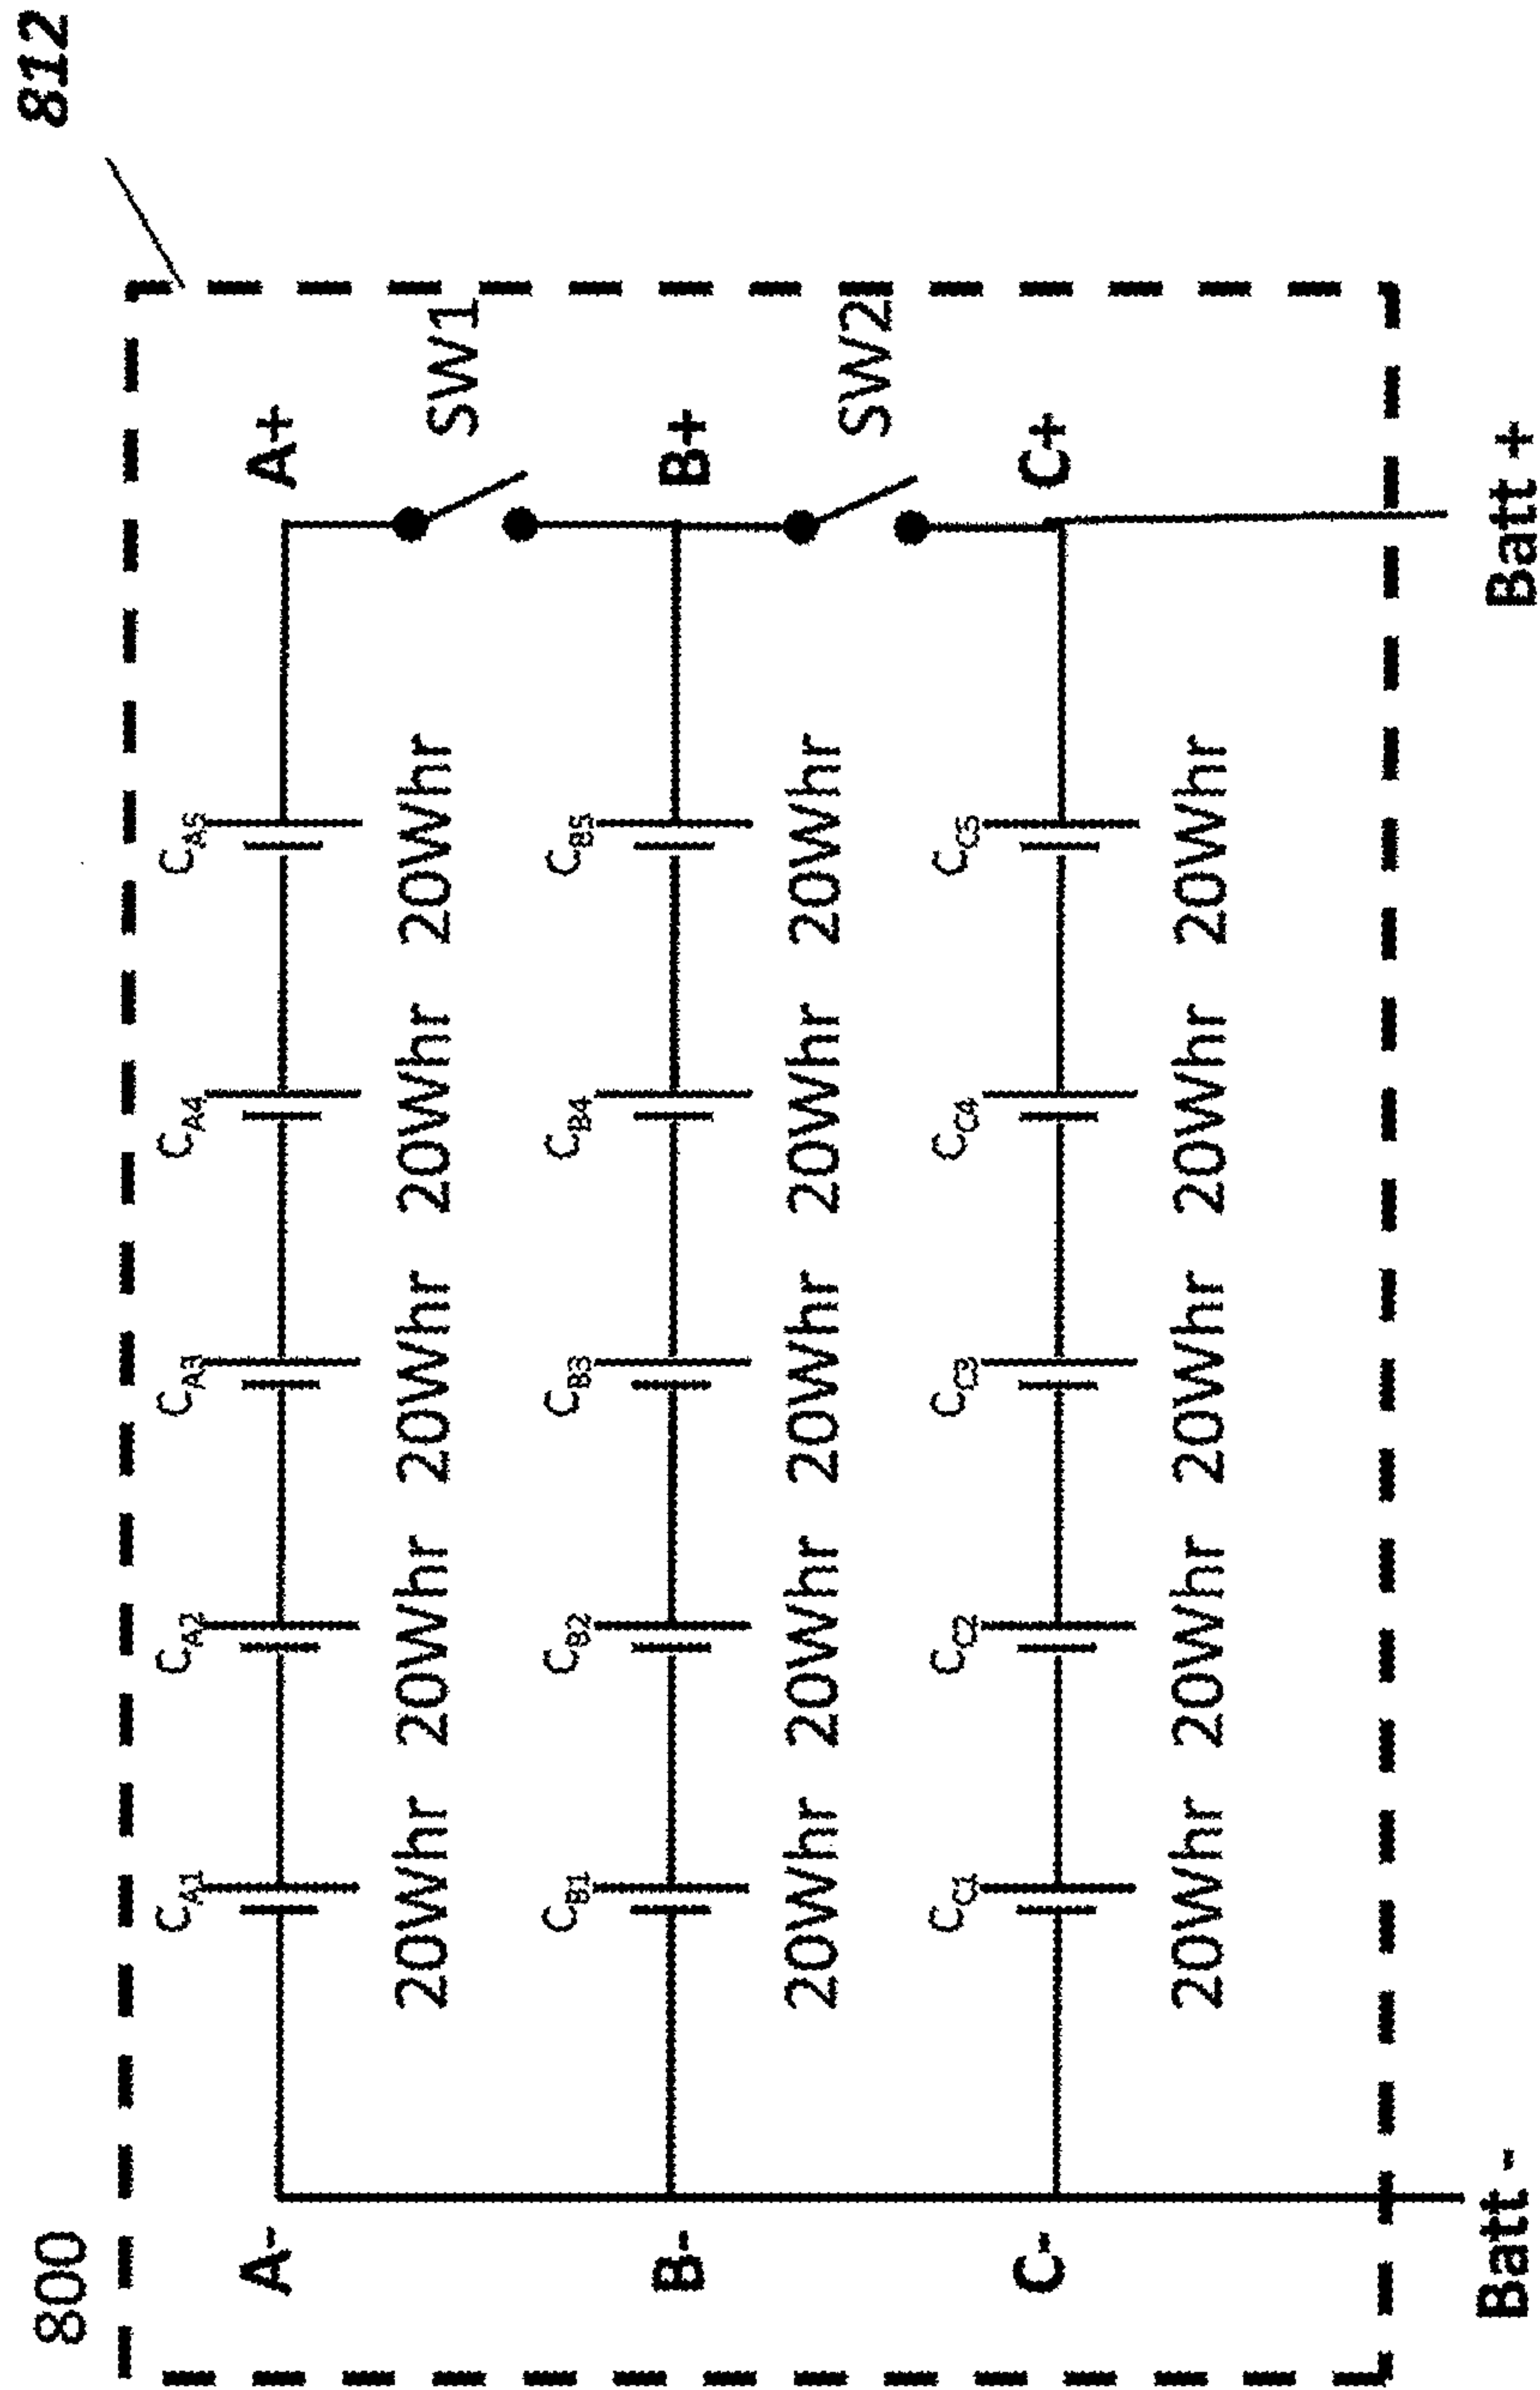 800
812
C_A1 C_A2 C_A3 C_A4 C_A5
A- A+
20Whr 20Whr 20Whr 20Whr 20Whr
SW1
C_B1 C_B2 C_B3 C_B4 C_B5
B- B+
20Whr 20Whr 20Whr 20Whr 20Whr
SW2
C_C1 C_C2 C_C3 C_C4 C_C5
C- C+
20Whr 20Whr 20Whr 20Whr 20Whr
Batt - Batt +